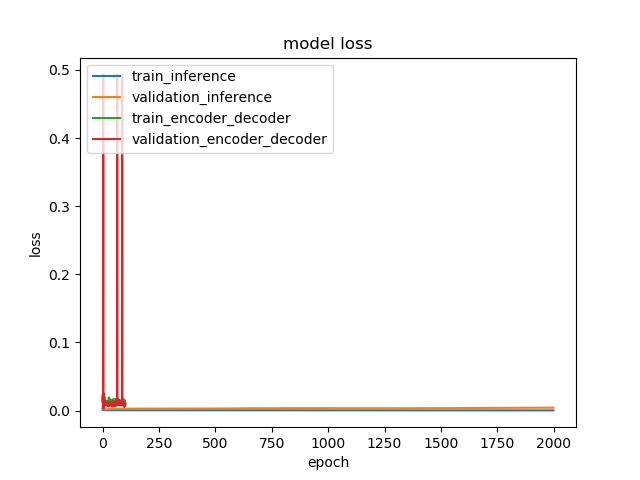 model loss
train_inference
validation_inference
train_encoder_decoder
validation_encoder_decoder
0.5
0.4
0.3
0.2
0.1
0.0
loss
0 250 500 750 1000 1250 1500 1750 2000
epoch